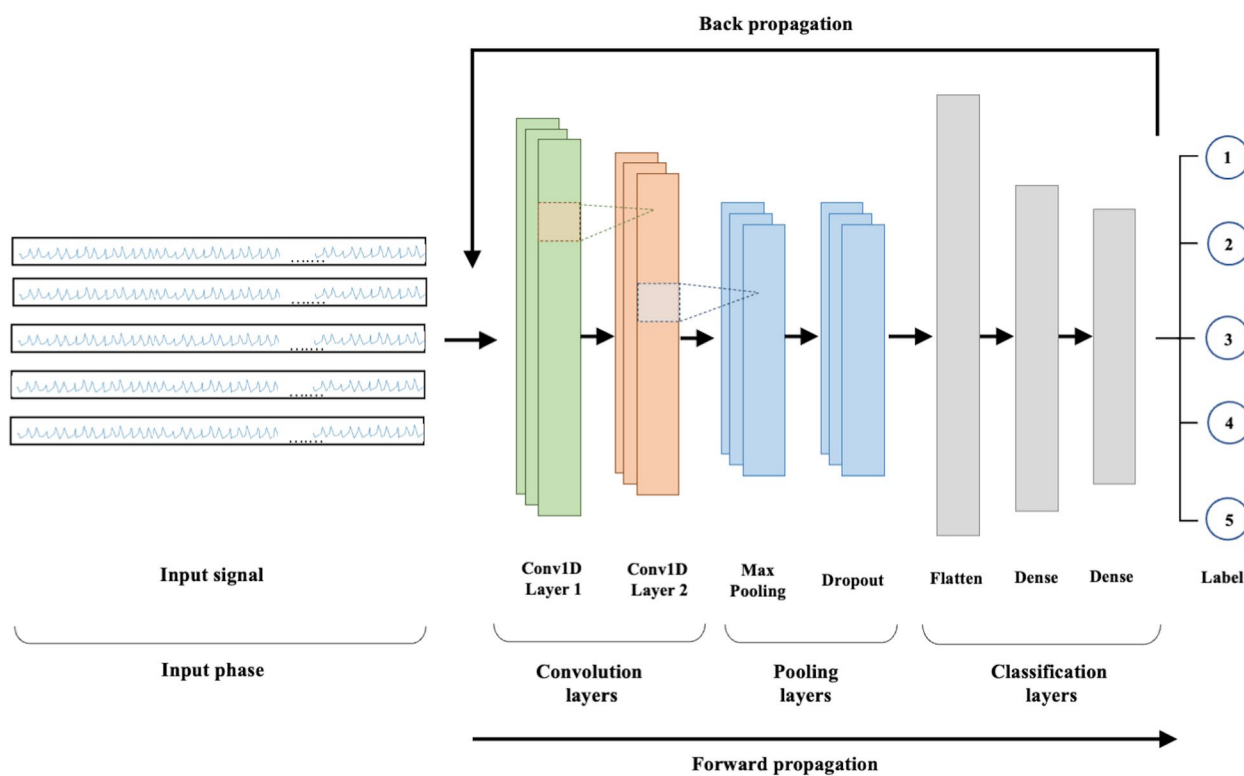 Back propagation
1
2
3
4
5
Input signal
Conv1D
Layer 1
Conv1D
Layer 2
Max
Pooling
Dropout
Flatten
Dense
Dense
Label
Input phase
Convolution
layers
Pooling
layers
Classification
layers
Forward propagation